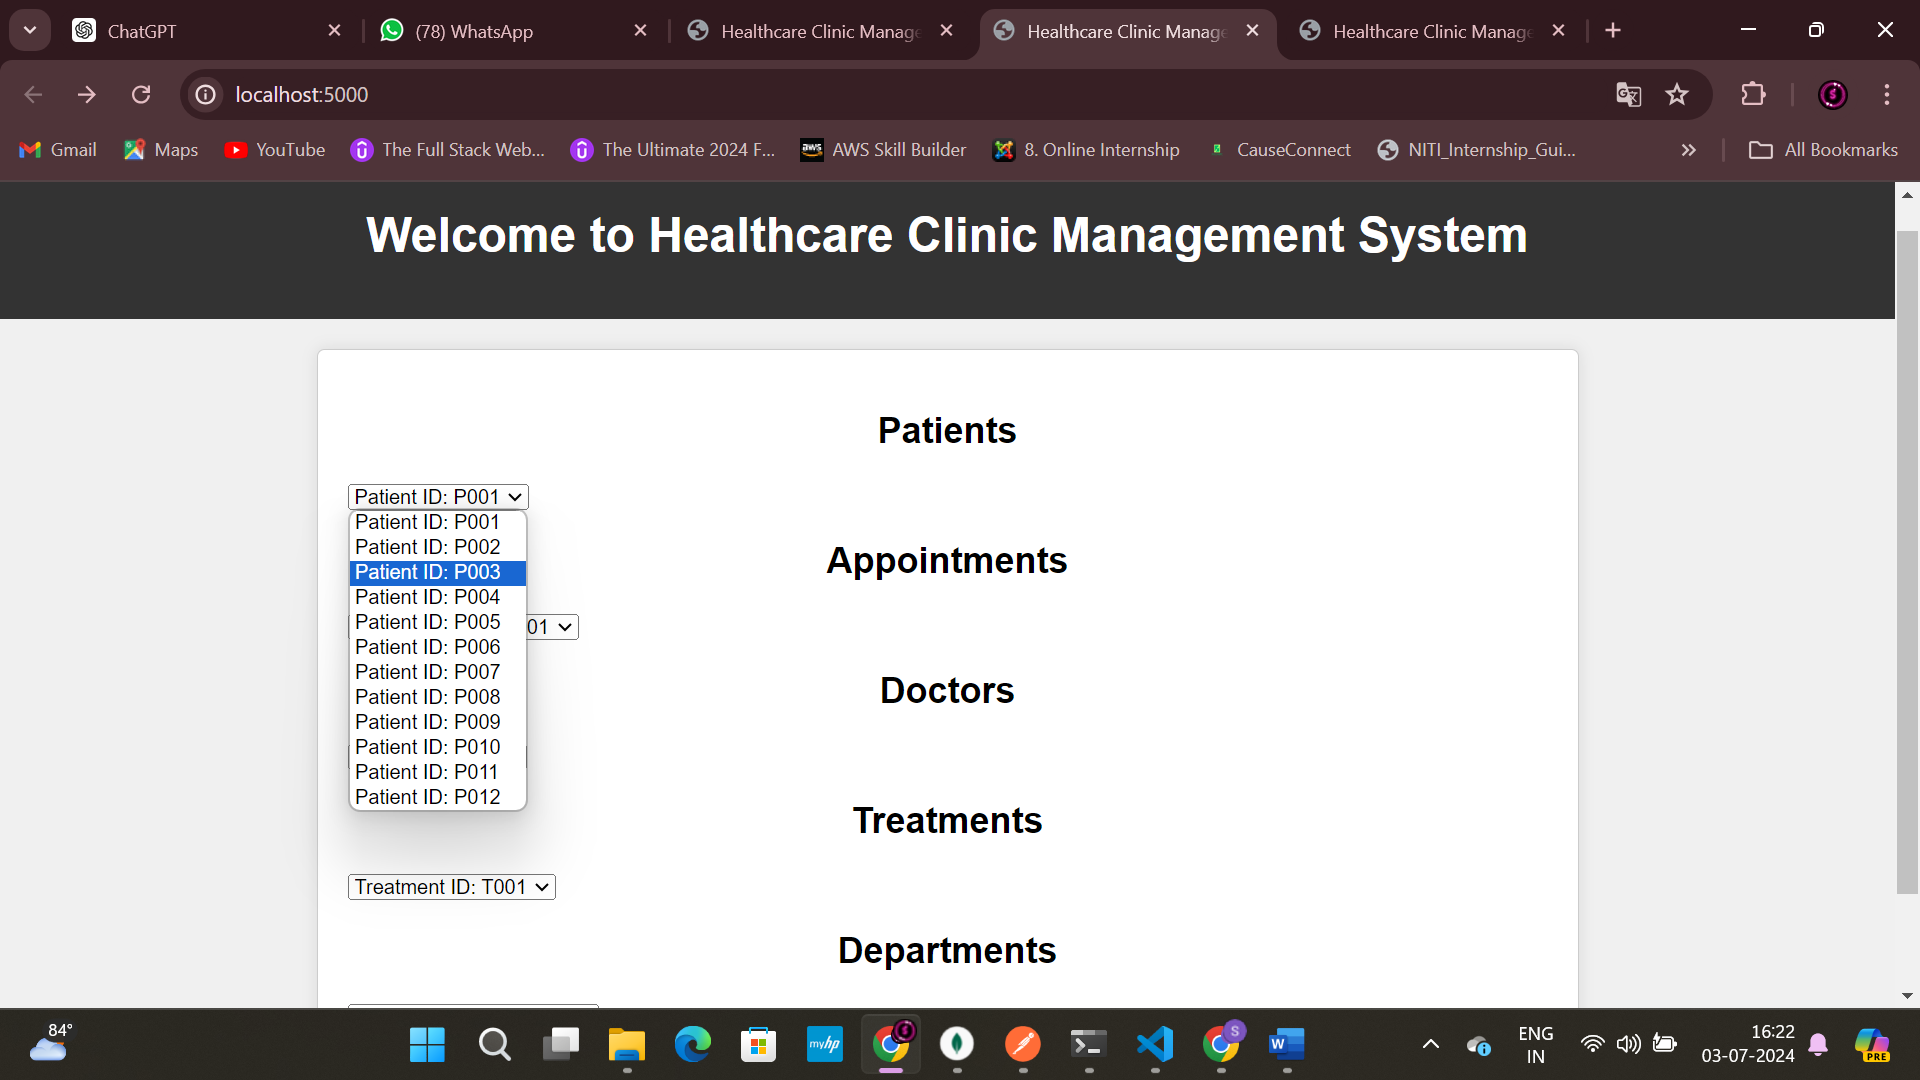 ChatGPT
(78) WhatsApp
Healthcare Clinic Manage
Healthcare Clinic Manage
Healthcare Clinic Manage
localhost:5000
Gmail
Maps
YouTube
The Full Stack Web...
The Ultimate 2024 F...
AWS Skill Builder
8. Online Internship
CauseConnect
NITI_Internship_Gui...
All Bookmarks
Welcome to Healthcare Clinic Management System
Patients
Patient ID: P001
Patient ID: P001
Patient ID: P002
Patient ID: P003
Patient ID: P004
Patient ID: P005
Patient ID: P006
Patient ID: P007
Patient ID: P008
Patient ID: P009
Patient ID: P010
Patient ID: P011
Patient ID: P012
Appointments
01
Doctors
Treatments
Treatment ID: T001
Departments
84°
myhp
S
W
ENG
IN
16:22
03-07-2024
PRE